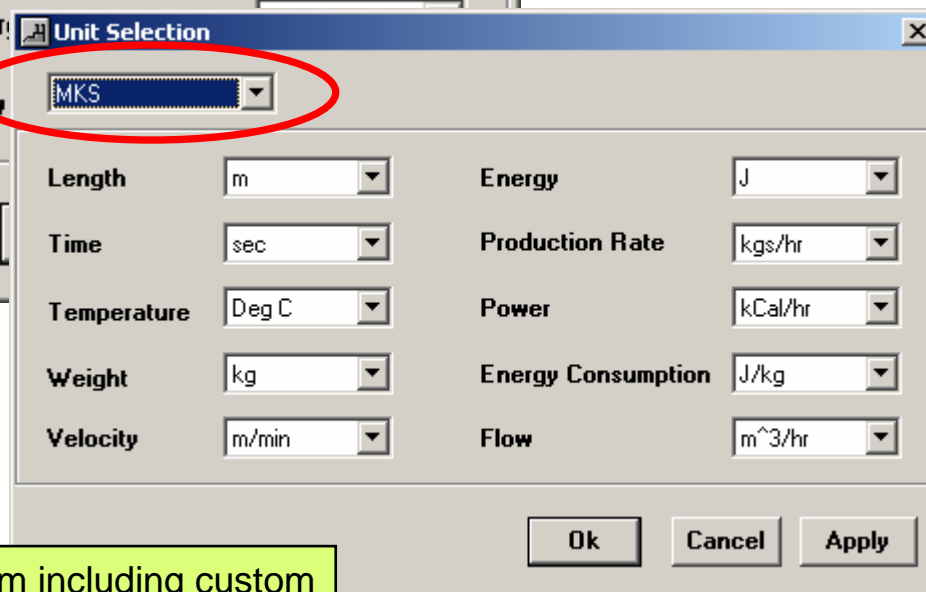 Unit Selection
MKS
Length m Energy J
Time sec Production Rate kgs/hr
Temperature Deg C Power kCal/hr
Weight kg Energy Consumption J/kg
Velocity m/min Flow m^3/hr
Ok Cancel Apply
including custom